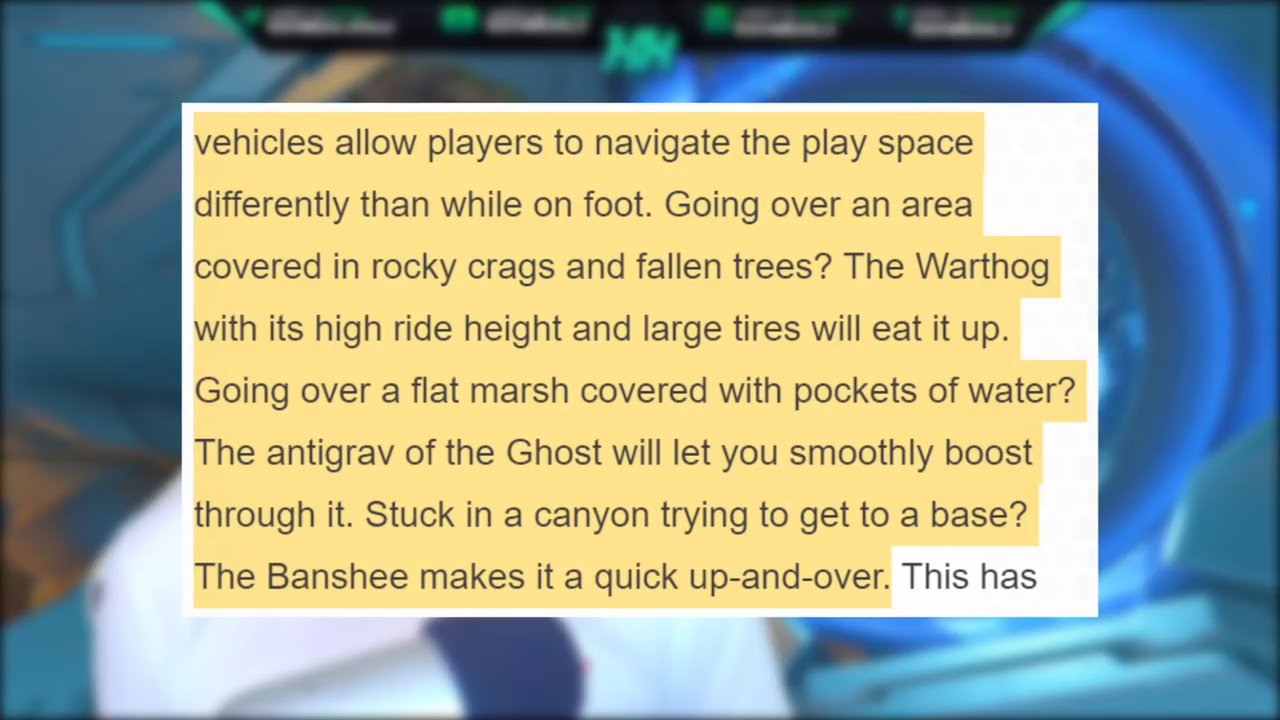 vehicles allow players to navigate the play space
differently than while on foot. Going over an area
covered in rocky crags and fallen trees? The Warthog
with its high ride height and large tires will eat it up.
Going over a flat marsh covered with pockets of water?
The antigrav of the Ghost will let you smoothly boost
through it. Stuck in a canyon trying to get to a base?
The Banshee makes it a quick up-and-over. This has